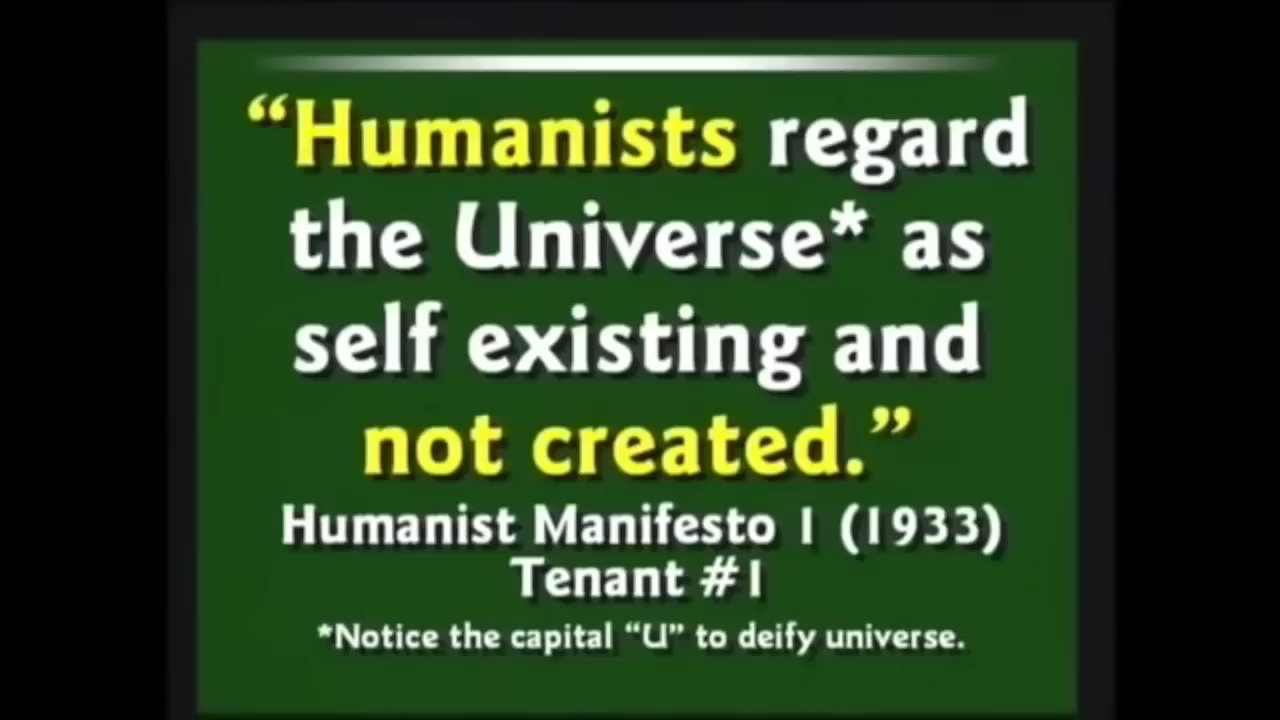 “Humanists regard
the Universe* as
self existing and
not created.”
Humanist Manifesto 1 (1933)
Tenant #1
*Notice the capital “U” to deify universe.